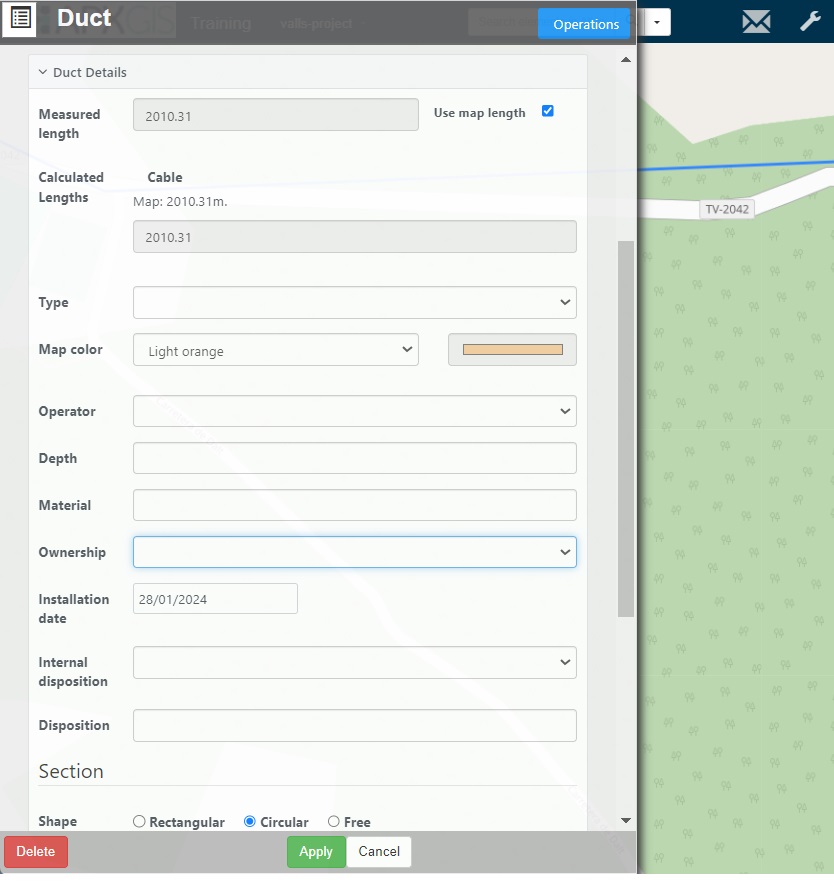 Duct
Training
valls-project
Operations
Duct Details
Measured length
2010.31
Use map length
Calculated Lengths
Cable
Map: 2010.31m.
2010.31
Type
Map color
Light orange
Operator
Depth
Material
Ownership
Installation date
28/01/2024
Internal disposition
Disposition
Section
Shape
Rectangular
Circular
Free
Delete
Apply
Cancel
TV-2042